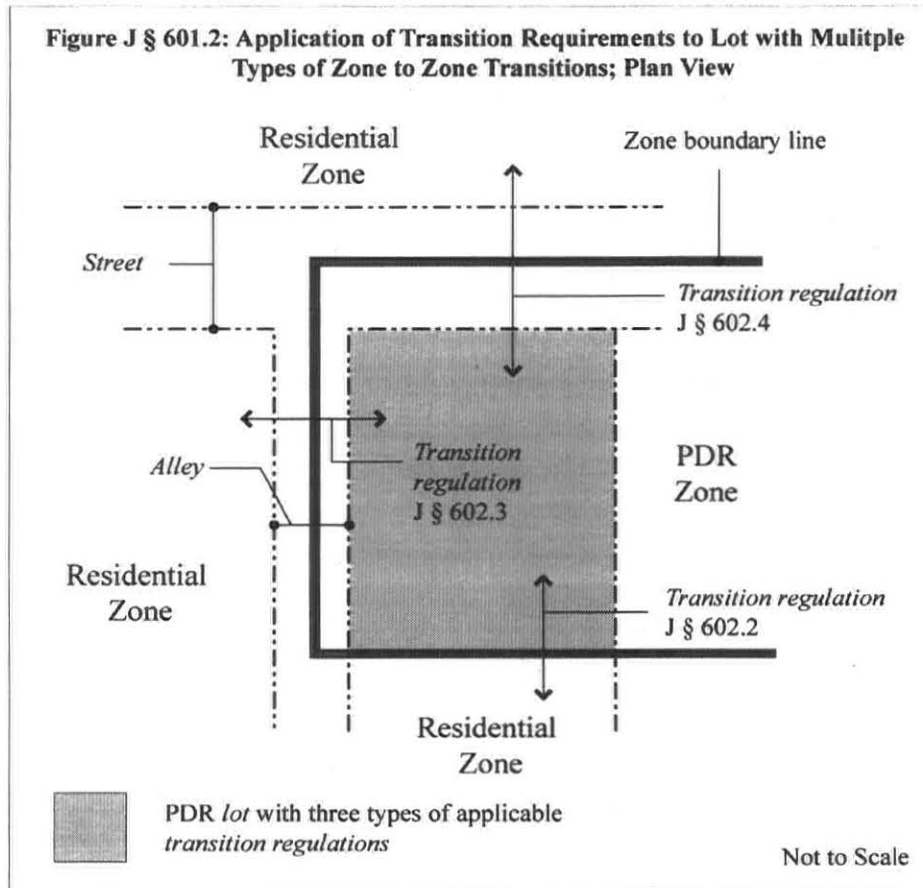 Figure J § 601.2: Application of Transition Requirements to Lot with Mulitple
Types of Zone to Zone Transitions; Plan View
Residential
Zone
Zone boundary line
Street
Transition regulation
J § 602.4
Transition
regulation
J § 602.3
Alley
PDR
Zone
Residential
Zone
Transition regulation
J § 602.2
Residential
Zone
PDR lot with three types of applicable
transition regulations
Not to Scale